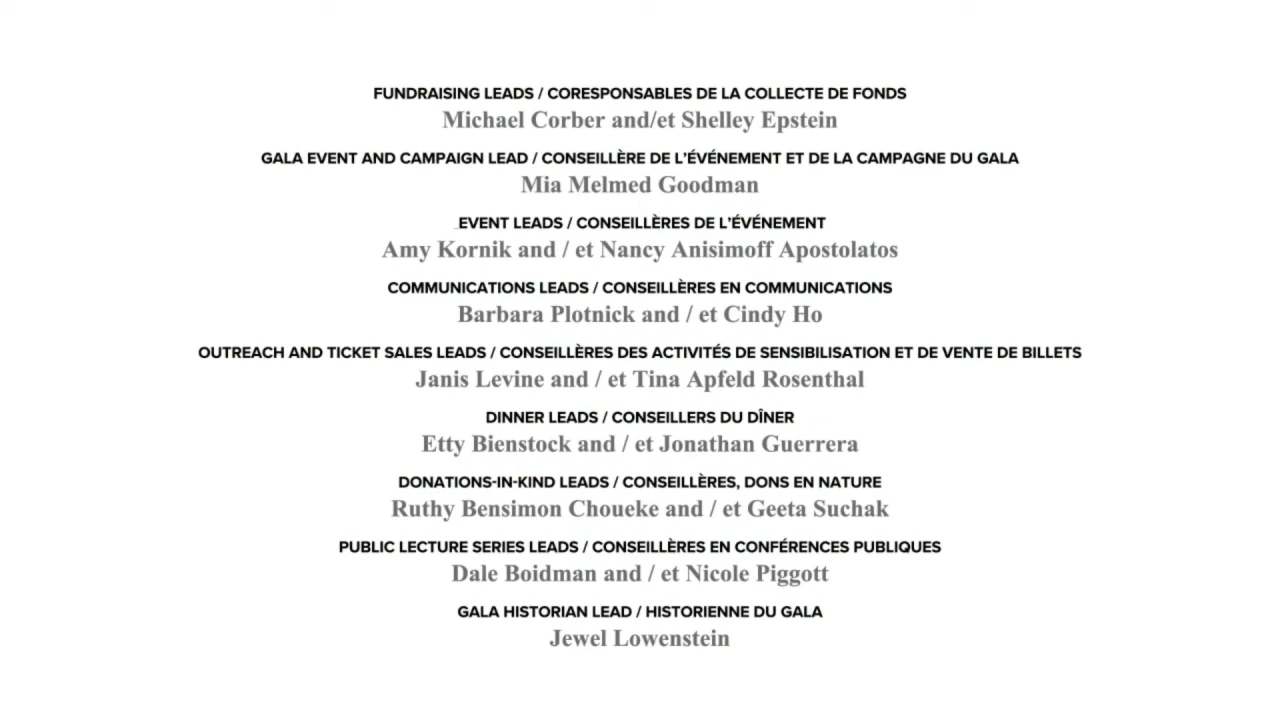 FUNDRAISING LEADS / CORESPONSABLES DE LA COLLECTE DE FONDS
Michael Corber and/et Shelley Epstein
GALA EVENT AND CAMPAIGN LEAD / CONSEILLÈRE DE L'ÉVÉNEMENT ET DE LA CAMPAGNE DU GALA
Mia Melmed Goodman
EVENT LEADS / CONSEILLÈRES DE L'ÉVÉNEMENT
Amy Kornik and / et Nancy Anisimoff Apostolatos
COMMUNICATIONS LEADS / CONSEILLÈRES EN COMMUNICATIONS
Barbara Plotnick and / et Cindy Ho
OUTREACH AND TICKET SALES LEADS / CONSEILLÈRES DES ACTIVITÉS DE SENSIBILISATION ET DE VENTE DE BILLETS
Janis Levine and / et Tina Apfeld Rosenthal
DINNER LEADS / CONSEILLERS DU DÎNER
Etty Bienstock and / et Jonathan Guerrera
DONATIONS-IN-KIND LEADS / CONSEILLÈRES, DONS EN NATURE
Ruthy Bensimon Choueke and / et Geeta Suchak
PUBLIC LECTURE SERIES LEADS / CONSEILLÈRES EN CONFÉRENCES PUBLIQUES
Dale Boidman and / et Nicole Piggott
GALA HISTORIAN LEAD / HISTORIENNE DU GALA
Jewel Lowenstein